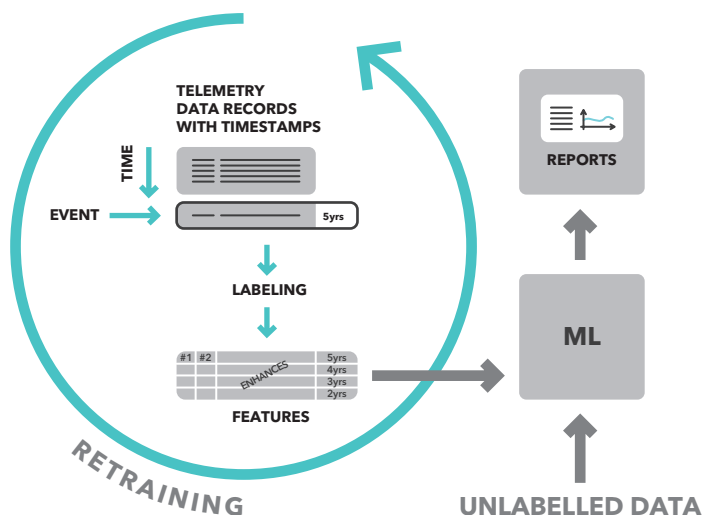 TELEMETRY
DATA RECORDS
WITH TIMESTAMPS
TIME
EVENT
5yrs
LABELING
#1 #2 5yrs
4yrs
3yrs
2yrs
ENHANCES
FEATURES
RETRAINING
REPORTS
ML
UNLABELLED DATA